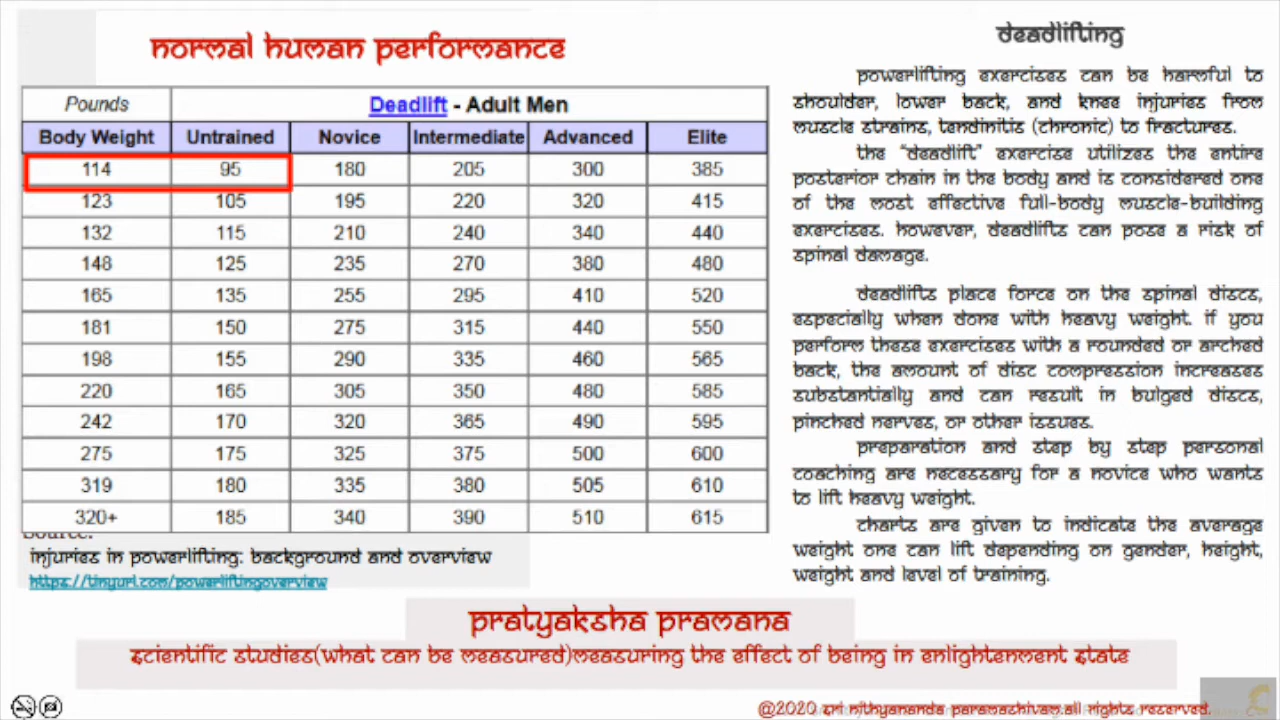 normal human performance
Pounds Deadlift - Adult Men
Body Weight Untrained Novice Intermediate Advanced Elite
114 95 180 205 300 385
123 105 195 220 320 415
132 115 210 240 340 440
148 125 235 270 380 480
165 135 255 295 410 520
181 150 275 315 440 550
198 155 290 335 460 565
220 165 305 350 480 585
242 170 320 365 490 595
275 175 325 375 500 600
319 180 335 380 505 610
320+ 185 340 390 510 615
Source:
injuries in powerlifting: background and overview
https://tinyurl.com/powerliftingoverview
deadlifting
powerlifting exercises can be harmful to
shoulder, lower back, and knee injuries from
muscle strains, tendinitis (chronic) to fractures.
the "deadlift" exercise utilizes the entire
posterior chain in the body and is considered one
of the most effective full-body muscle-building
exercises. however, deadlifts can pose a risk of
spinal damage.
deadlifts place force on the spinal discs,
especially when done with heavy weight. if you
perform these exercises with a rounded or arched
back, the amount of disc compression increases
substantially and can result in bulged discs,
pinched nerves, or other issues.
preparation and step by step personal
coaching are necessary for a novice who wants
to lift heavy weight.
charts are given to indicate the average
weight one can lift depending on gender, height,
weight and level of training.
pratyaksha pramana
scientific studies(what can be measured)measuring the effect of being in enlightenment state
@2020 sri nithyananda paramashivam.all rights reserved.